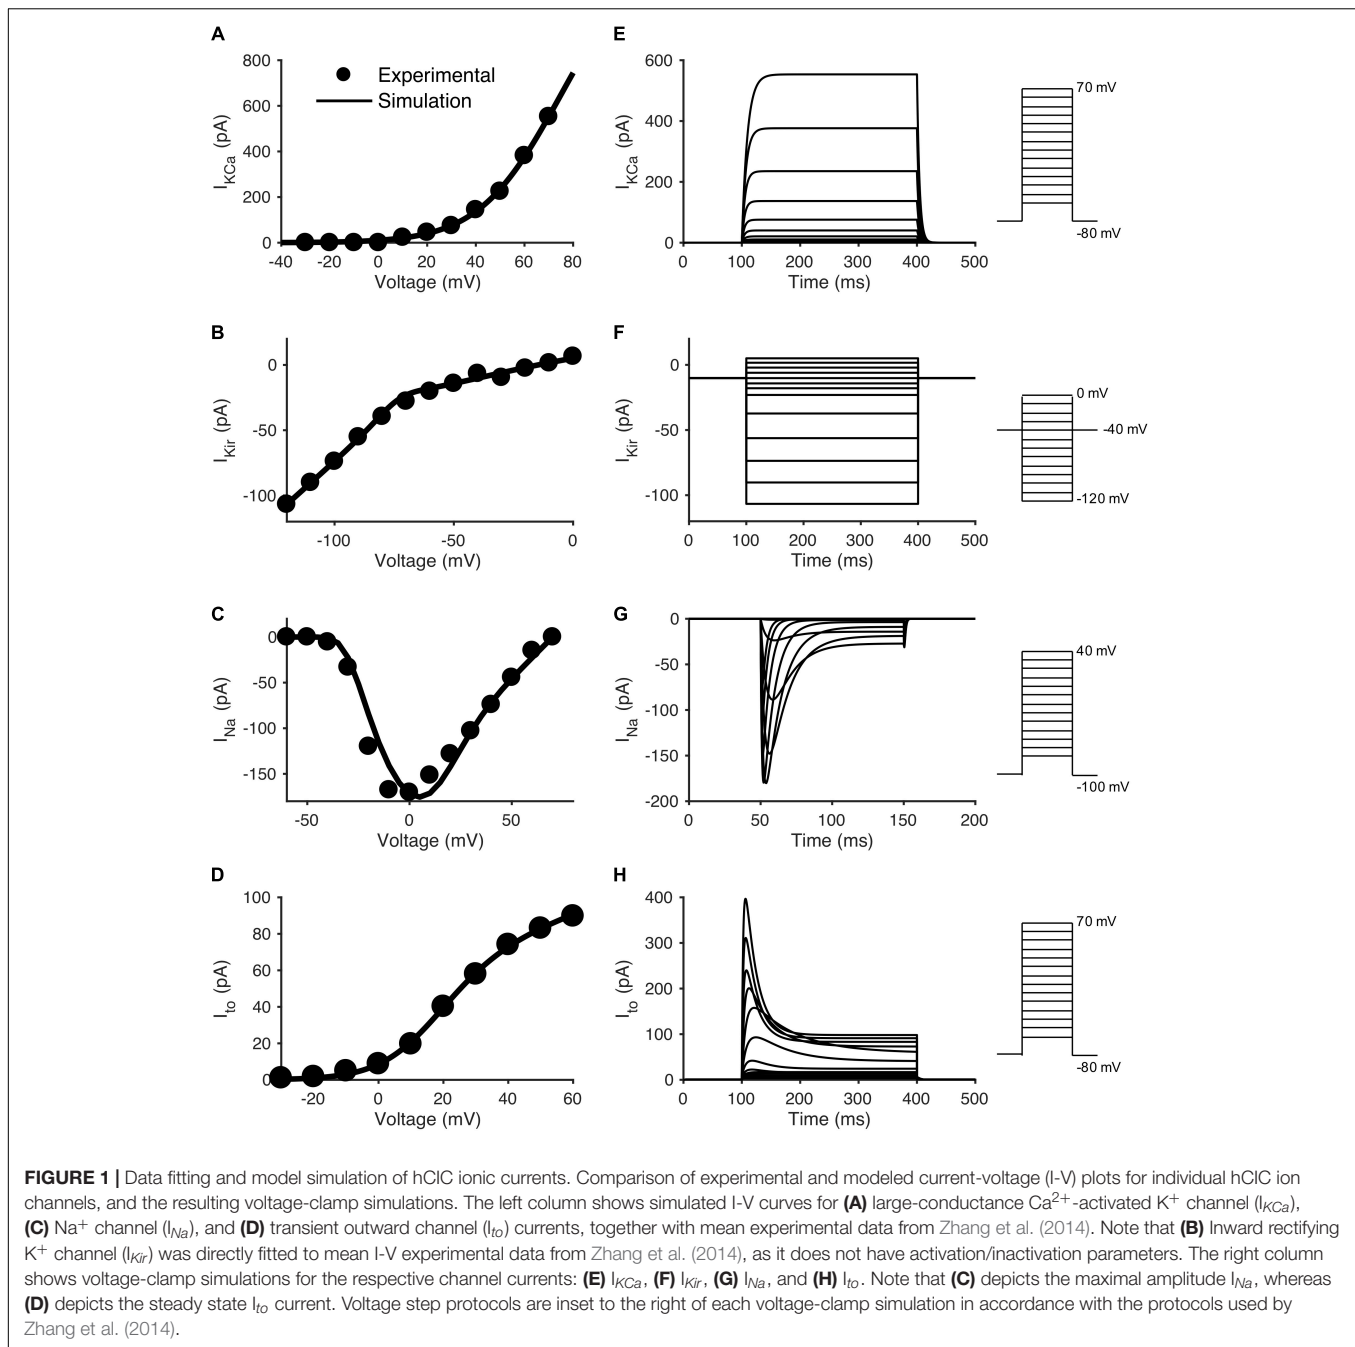 A
800
600
400
200
0
-40 -20 0 20 40 60 80
Voltage (mV)
I_KCa (pA)
Experimental
Simulation
E
600
400
200
0
0 100 200 300 400 500
Time (ms)
I_KCa (pA)
70 mV
-80 mV
B
0
-50
-100
-100 -50 0
Voltage (mV)
I_Kir (pA)
F
0
-50
-100
0 100 200 300 400 500
Time (ms)
I_Kir (pA)
0 mV
-40 mV
-120 mV
C
0
-50
-100
-150
-50 0 50
Voltage (mV)
I_Na (pA)
G
0
-50
-100
-150
-200
0 50 100 150 200
Time (ms)
I_Na (pA)
40 mV
-100 mV
D
100
80
60
40
20
0
-20 0 20 40 60
Voltage (mV)
I_to (pA)
H
400
300
200
100
0
0 100 200 300 400 500
Time (ms)
I_to (pA)
70 mV
-80 mV
FIGURE 1 | Data fitting and model simulation of hCIC ionic currents. Comparison of experimental and modeled current-voltage (I-V) plots for individual hCIC ion
channels, and the resulting voltage-clamp simulations. The left column shows simulated I-V curves for (A) large-conductance Ca2+-activated K+ channel (I_KCa),
(C) Na+ channel (I_Na), and (D) transient outward channel (I_to) currents, together with mean experimental data from Zhang et al. (2014). Note that (B) Inward rectifying
K+ channel (I_Kir) was directly fitted to mean I-V experimental data from Zhang et al. (2014), as it does not have activation/inactivation parameters. The right column
shows voltage-clamp simulations for the respective channel currents: (E) I_KCa, (F) I_Kir, (G) I_Na, and (H) I_to. Note that (C) depicts the maximal amplitude I_Na, whereas
(D) depicts the steady state I_to current. Voltage step protocols are inset to the right of each voltage-clamp simulation in accordance with the protocols used by
Zhang et al. (2014).